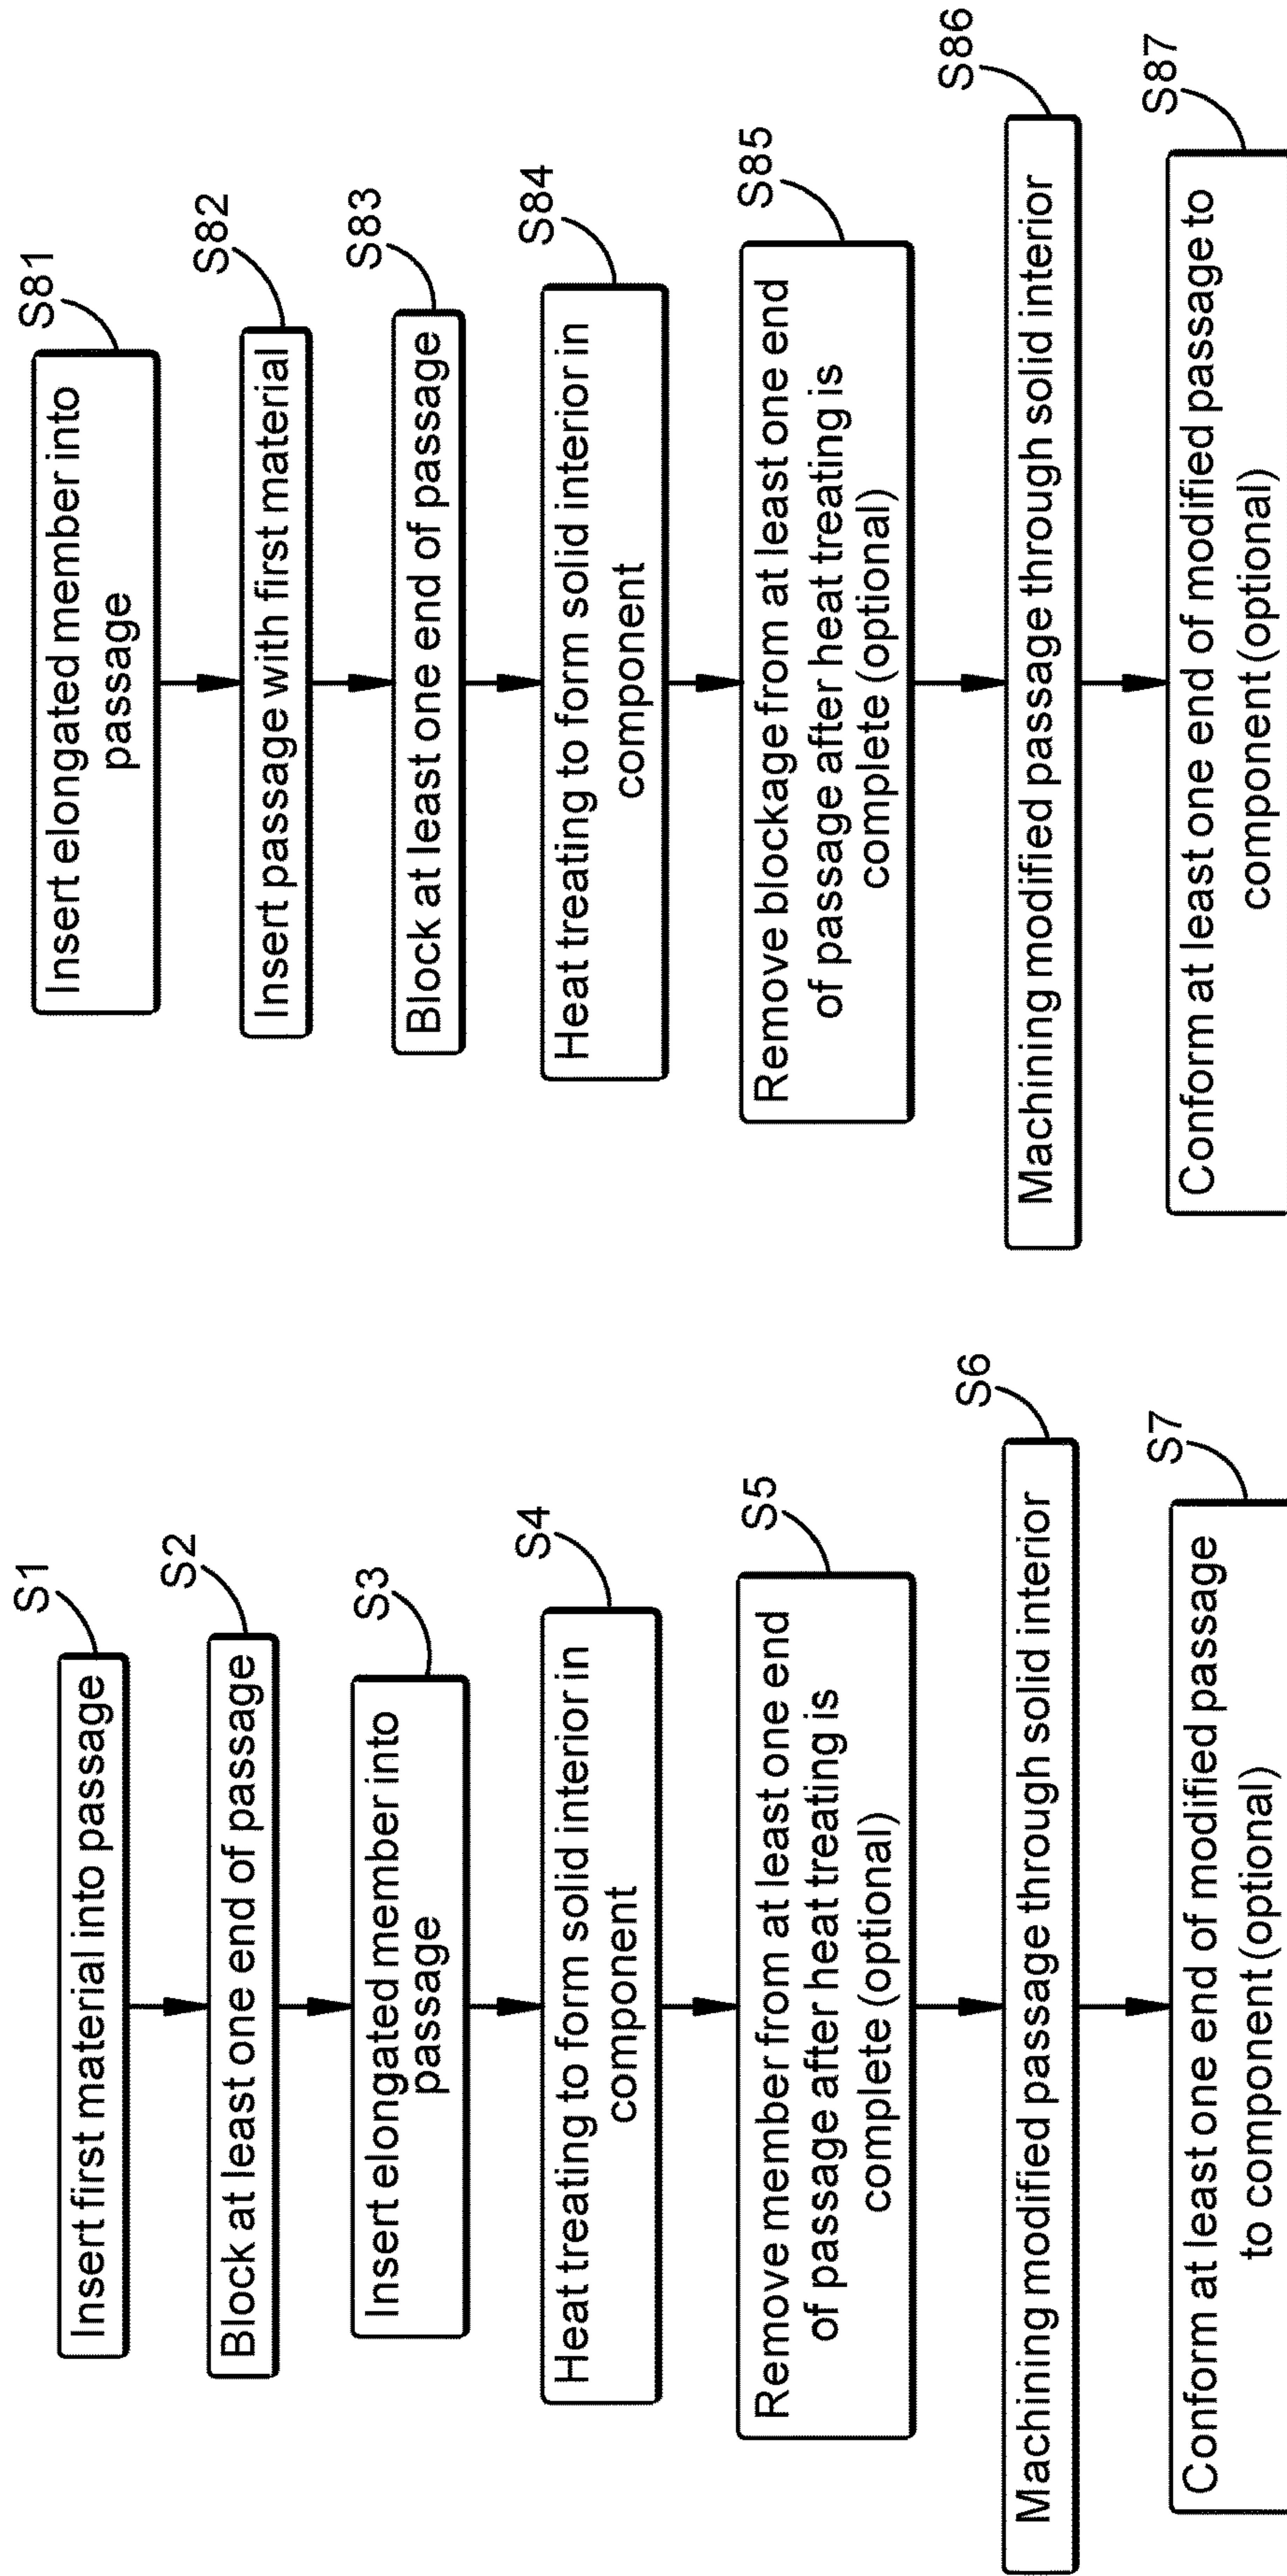 S1
Insert first material into passage
S2
Block at least one end of passage
S3
Insert elongated member into
passage
S4
Heat treating to form solid interior in
component
S5
Remove member from at least one end
of passage after heat treating is
complete (optional)
S6
Machining modified passage through solid interior
S7
Conform at least one end of modified passage
to component (optional)
S81
Insert elongated member into
passage
S82
Insert passage with first material
S83
Block at least one end of passage
S84
Heat treating to form solid interior in
component
S85
Remove blockage from at least one end
of passage after heat treating is
complete (optional)
S86
Machining modified passage through solid interior
S87
Conform at least one end of modified passage to
component (optional)